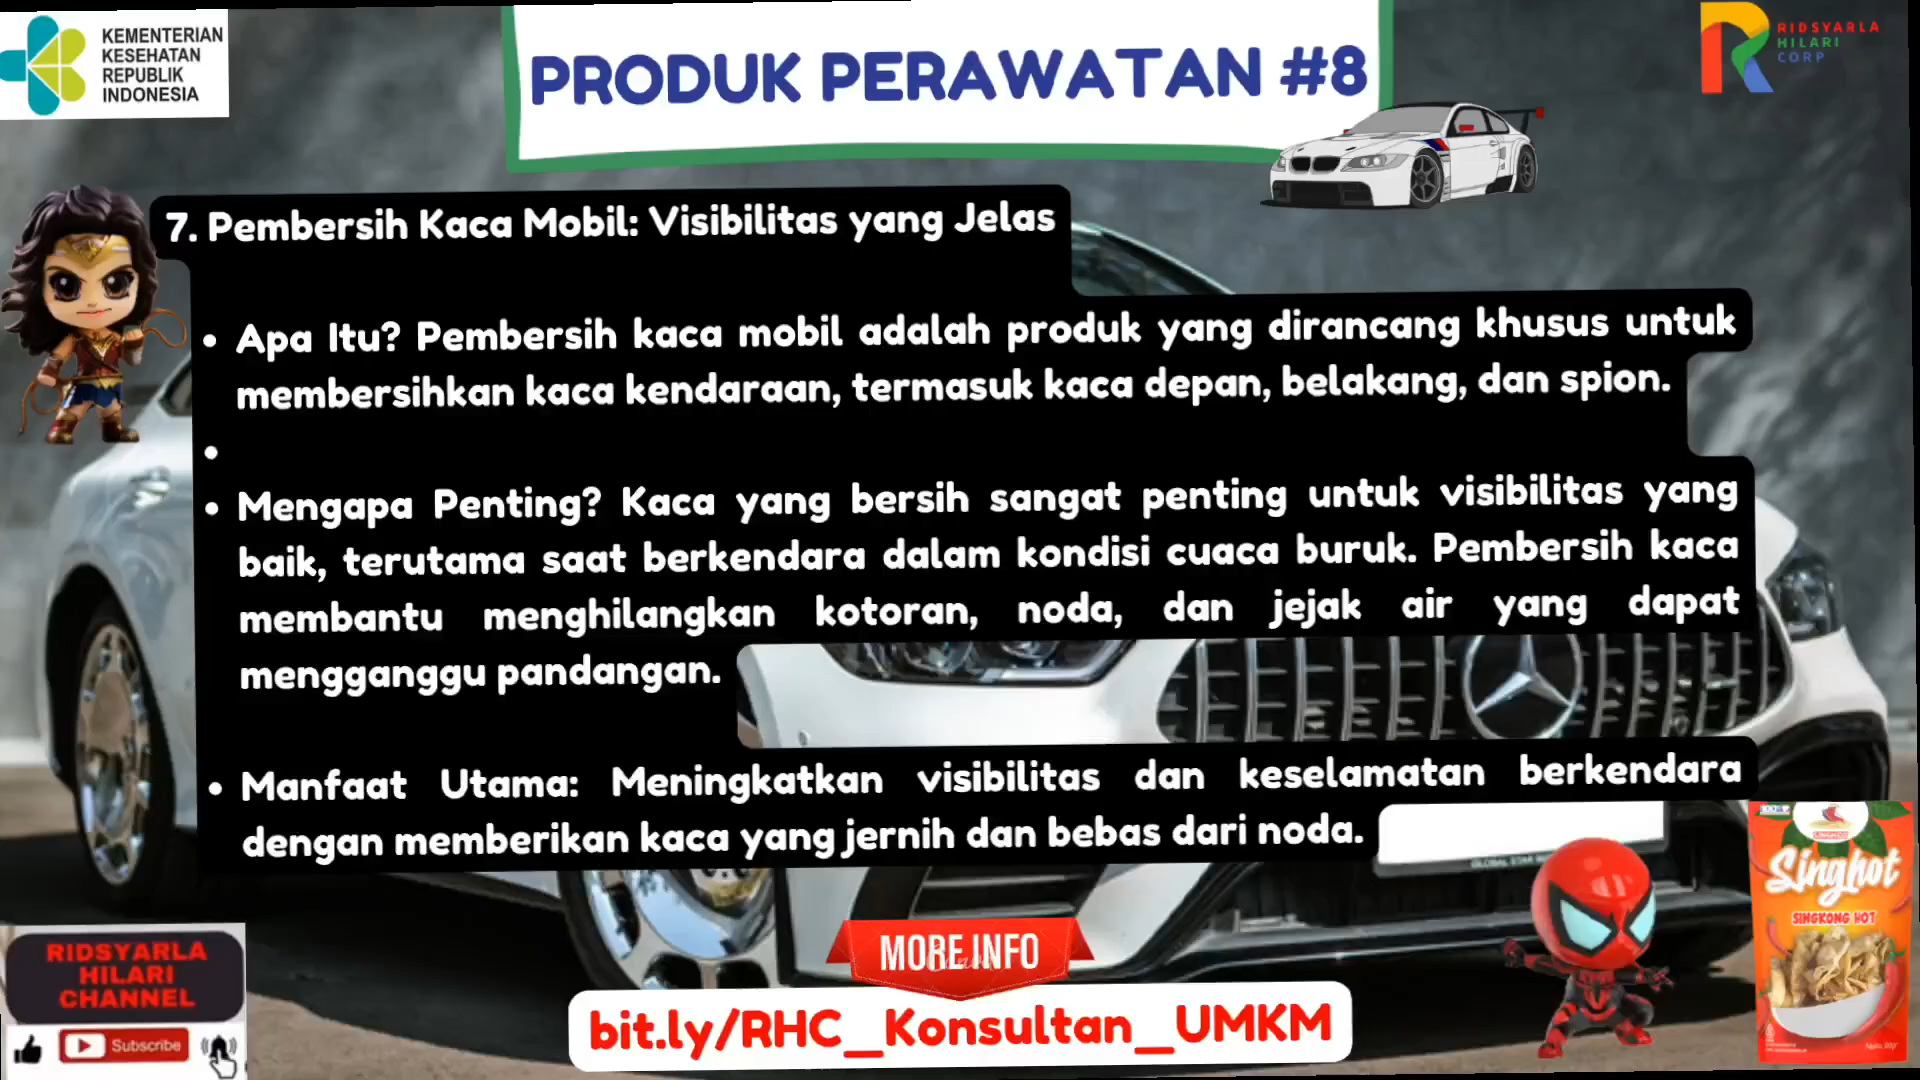 KEMENTERIAN
KESEHATAN
REPUBLIK
INDONESIA
PRODUK PERAWATAN #8
RIDSYARLA
HILARI
CORP
7. Pembersih Kaca Mobil: Visibilitas yang Jelas
• Apa Itu? Pembersih kaca mobil adalah produk yang dirancang khusus untuk
membersihkan kaca kendaraan, termasuk kaca depan, belakang, dan spion.
•
• Mengapa Penting? Kaca yang bersih sangat penting untuk visibilitas yang
baik, terutama saat berkendara dalam kondisi cuaca buruk. Pembersih kaca
membantu menghilangkan kotoran, noda, dan jejak air yang dapat
mengganggu pandangan.
• Manfaat Utama: Meningkatkan visibilitas dan keselamatan berkendara
dengan memberikan kaca yang jernih dan bebas dari noda.
Singhot
SINGKONG HOT
RIDSYARLA
HILARI
CHANNEL
Subscribe
MORE INFO
bit.ly/RHC_Konsultan_UMKM